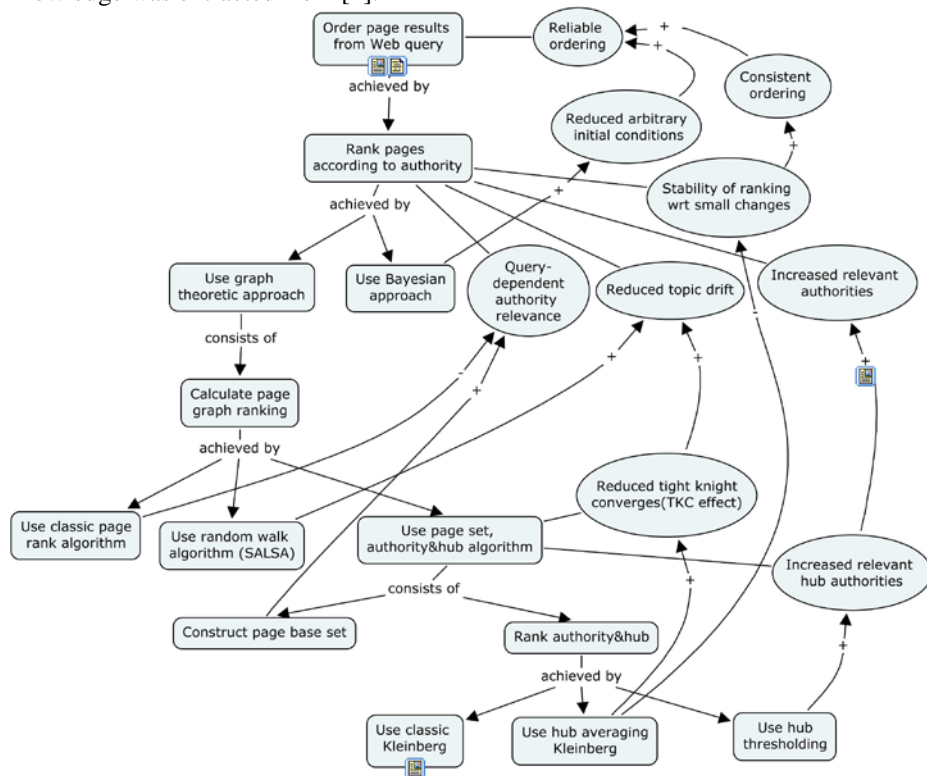 Order page results
from Web query
Reliable
ordering
+
+
Consistent
ordering
achieved by
Reduced arbitrary
initial conditions
+
Rank pages
according to authority
+
Stability of ranking
wrt small changes
achieved by
Use graph
theoretic approach
Use Bayesian
approach
Query-
dependent
authority
relevance
Reduced topic drift
Increased relevant
authorities
-
consists of
+
+
+
-
+
Calculate page
graph ranking
achieved by
Reduced tight knight
converges(TKC effect)
Use classic page
rank algorithm
Use random walk
algorithm (SALSA)
Use page set,
authority&hub algorithm
Increased relevant
hub authorities
consists of
+
Construct page base set
Rank authority&hub
+
achieved by
Use classic
Kleinberg
Use hub averaging
Kleinberg
Use hub
thresholding